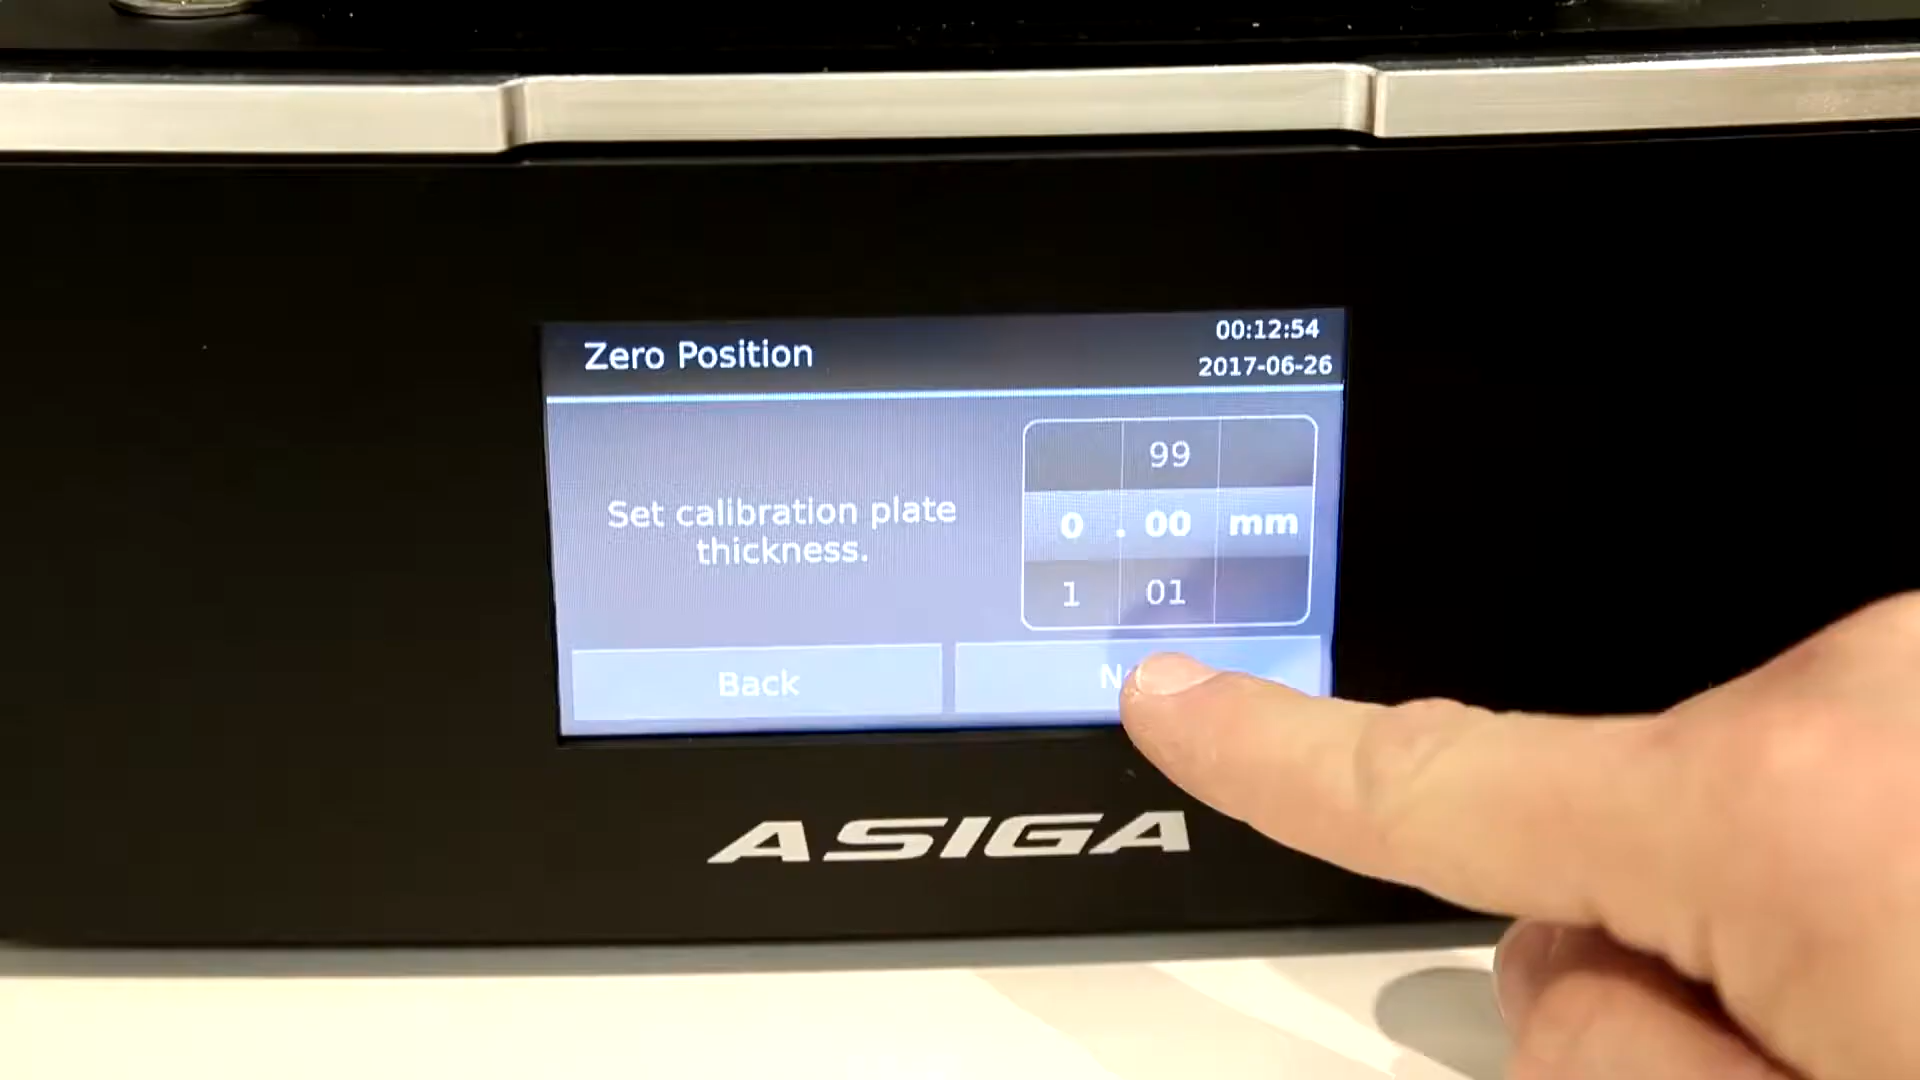 Zero Position
00:12:54
2017-06-26
Set calibration plate
thickness.
99
0 . 00 mm
1 01
Back
ASIGA